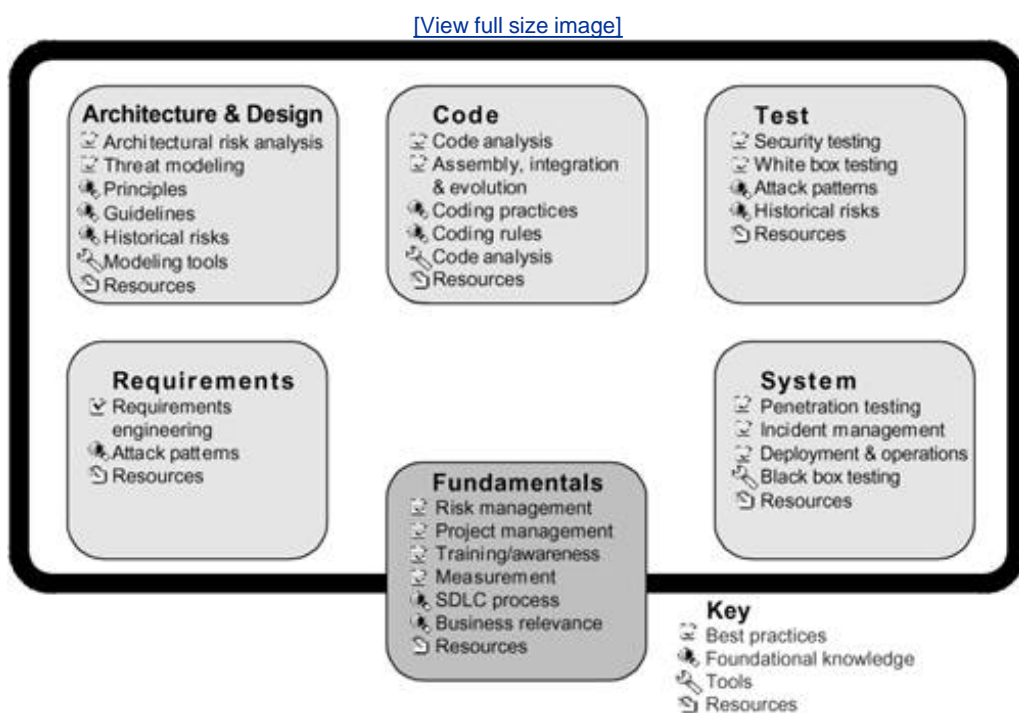 [View full size image]
Architecture & Design
Architectural risk analysis
Threat modeling
Principles
Guidelines
Historical risks
Modeling tools
Resources
Code
Code analysis
Assembly, integration
& evolution
Coding practices
Coding rules
Code analysis
Resources
Test
Security testing
White box testing
Attack patterns
Historical risks
Resources
Requirements
Requirements
engineering
Attack patterns
Resources
Fundamentals
Risk management
Project management
Training/awareness
Measurement
SDLC process
Business relevance
Resources
System
Penetration testing
Incident management
Deployment & operations
Black box testing
Resources
Key
Best practices
Foundational knowledge
Tools
Resources